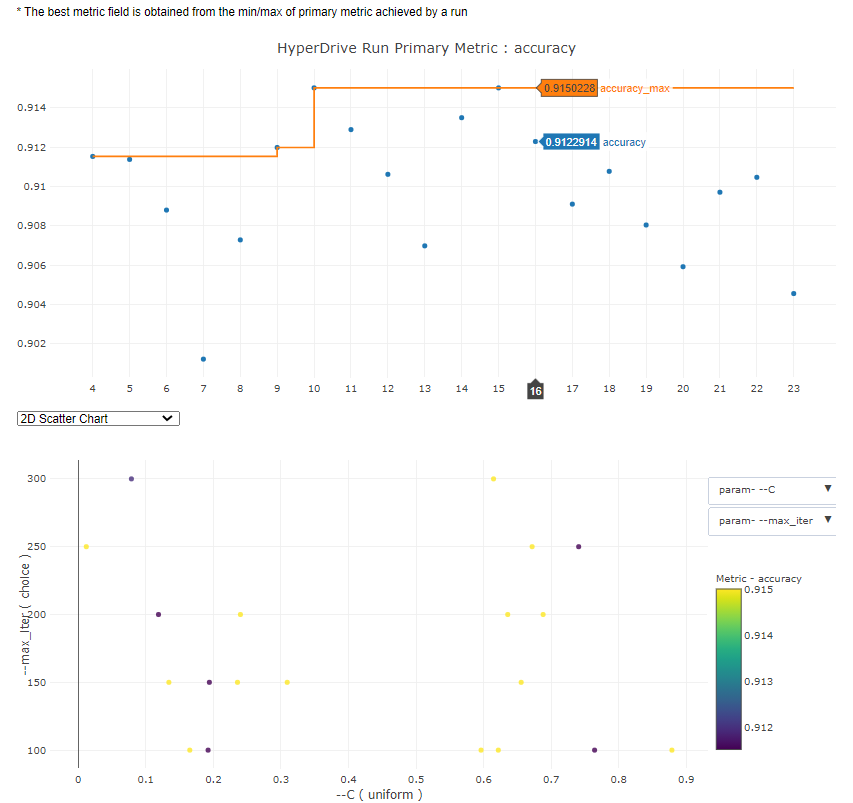 * The best metric field is obtained from the min/max of primary metric achieved by a run
HyperDrive Run Primary Metric : accuracy
0.914
0.912
0.91
0.908
0.906
0.904
0.902
0.9150228 accuracy_max
0.9122914 accuracy
4 5 6 7 8 9 10 11 12 13 14 15 16 17 18 19 20 21 22 23
2D Scatter Chart
--max_iter ( choice )
300
250
200
150
100
0 0.1 0.2 0.3 0.4 0.5 0.6 0.7 0.8 0.9
--C ( uniform )
param- --C ▼
param- --max_iter ▼
Metric - accuracy
0.915
0.914
0.913
0.912